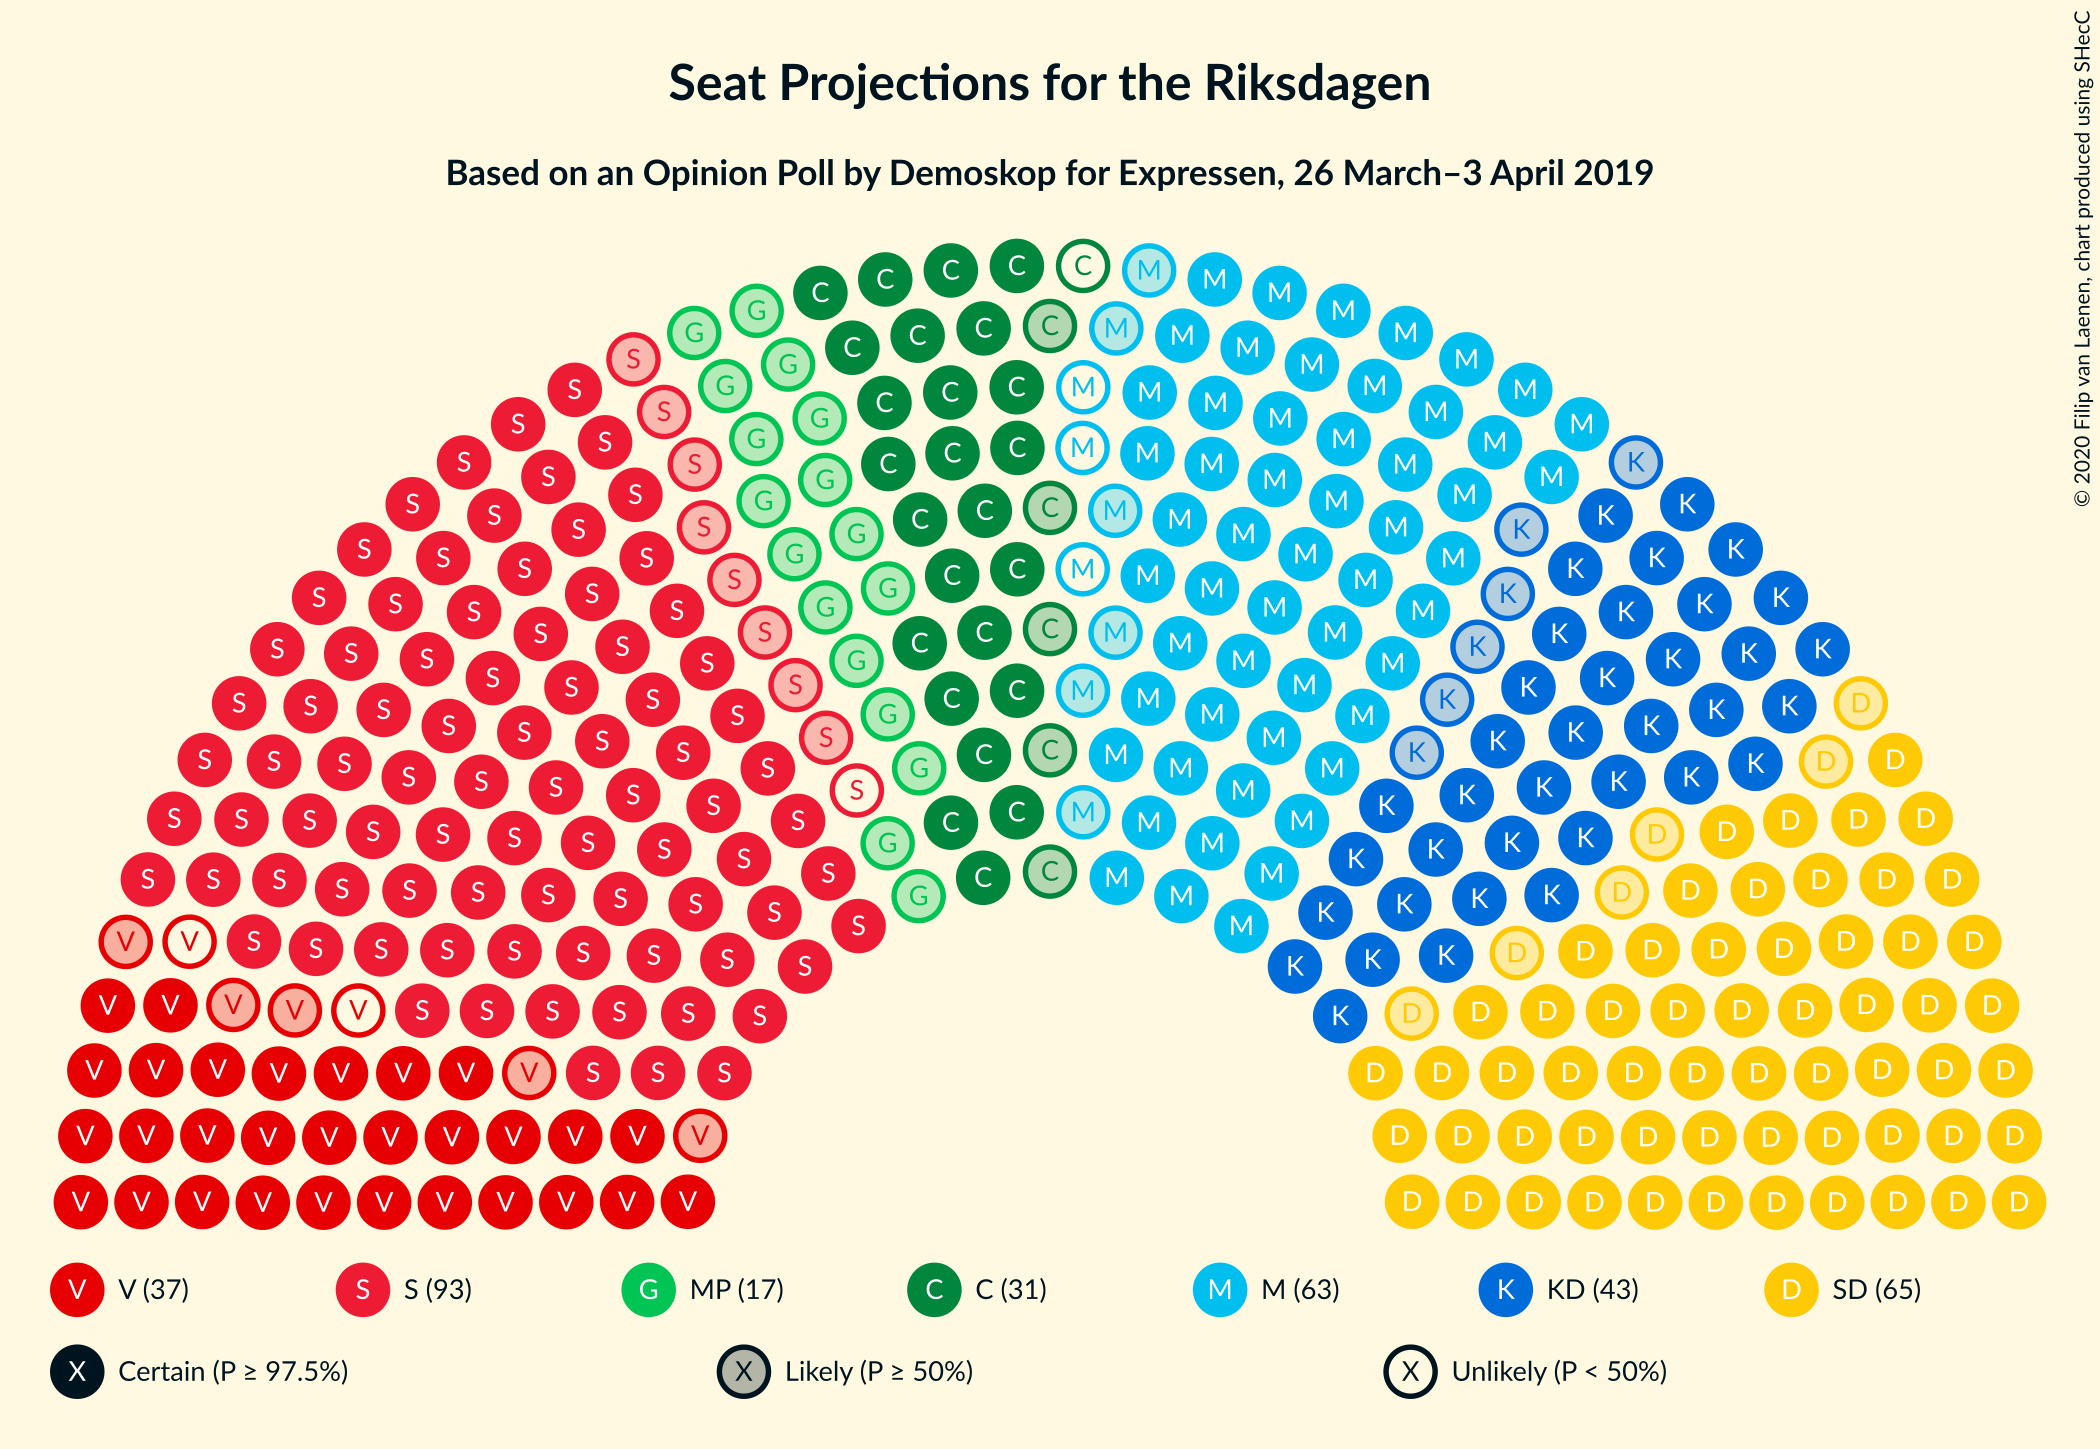 Seat Projections for the Riksdagen
Based on an Opinion Poll by Demoskop for Expressen, 26 March–3 April 2019
© 2020 Filip van Laenen, chart produced using SHecC
V V (37) S S (93) G MP (17) C C (31) M M (63) K KD (43) D SD (65)
X Certain (P ≥ 97.5%) X Likely (P ≥ 50%) X Unlikely (P < 50%)